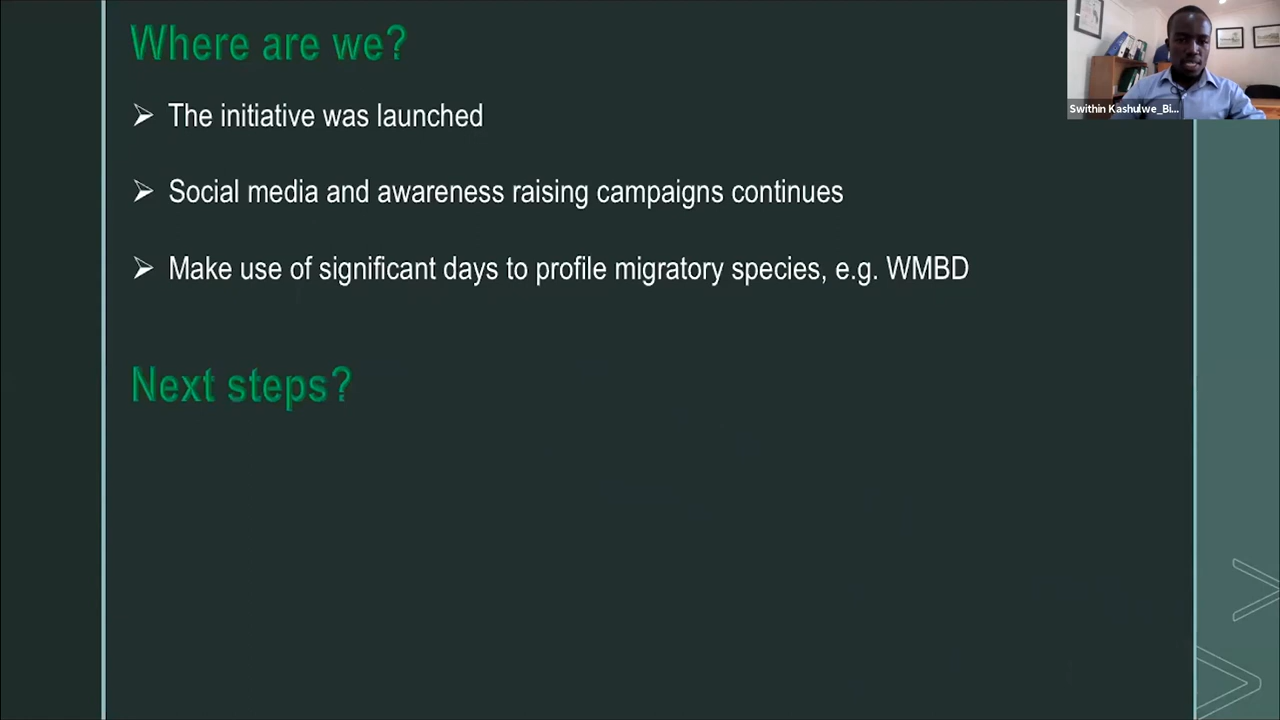 Where are we?
Swithin Kashulwe_Bi...
➢ The initiative was launched
➢ Social media and awareness raising campaigns continues
➢ Make use of significant days to profile migratory species, e.g. WMBD
Next steps?